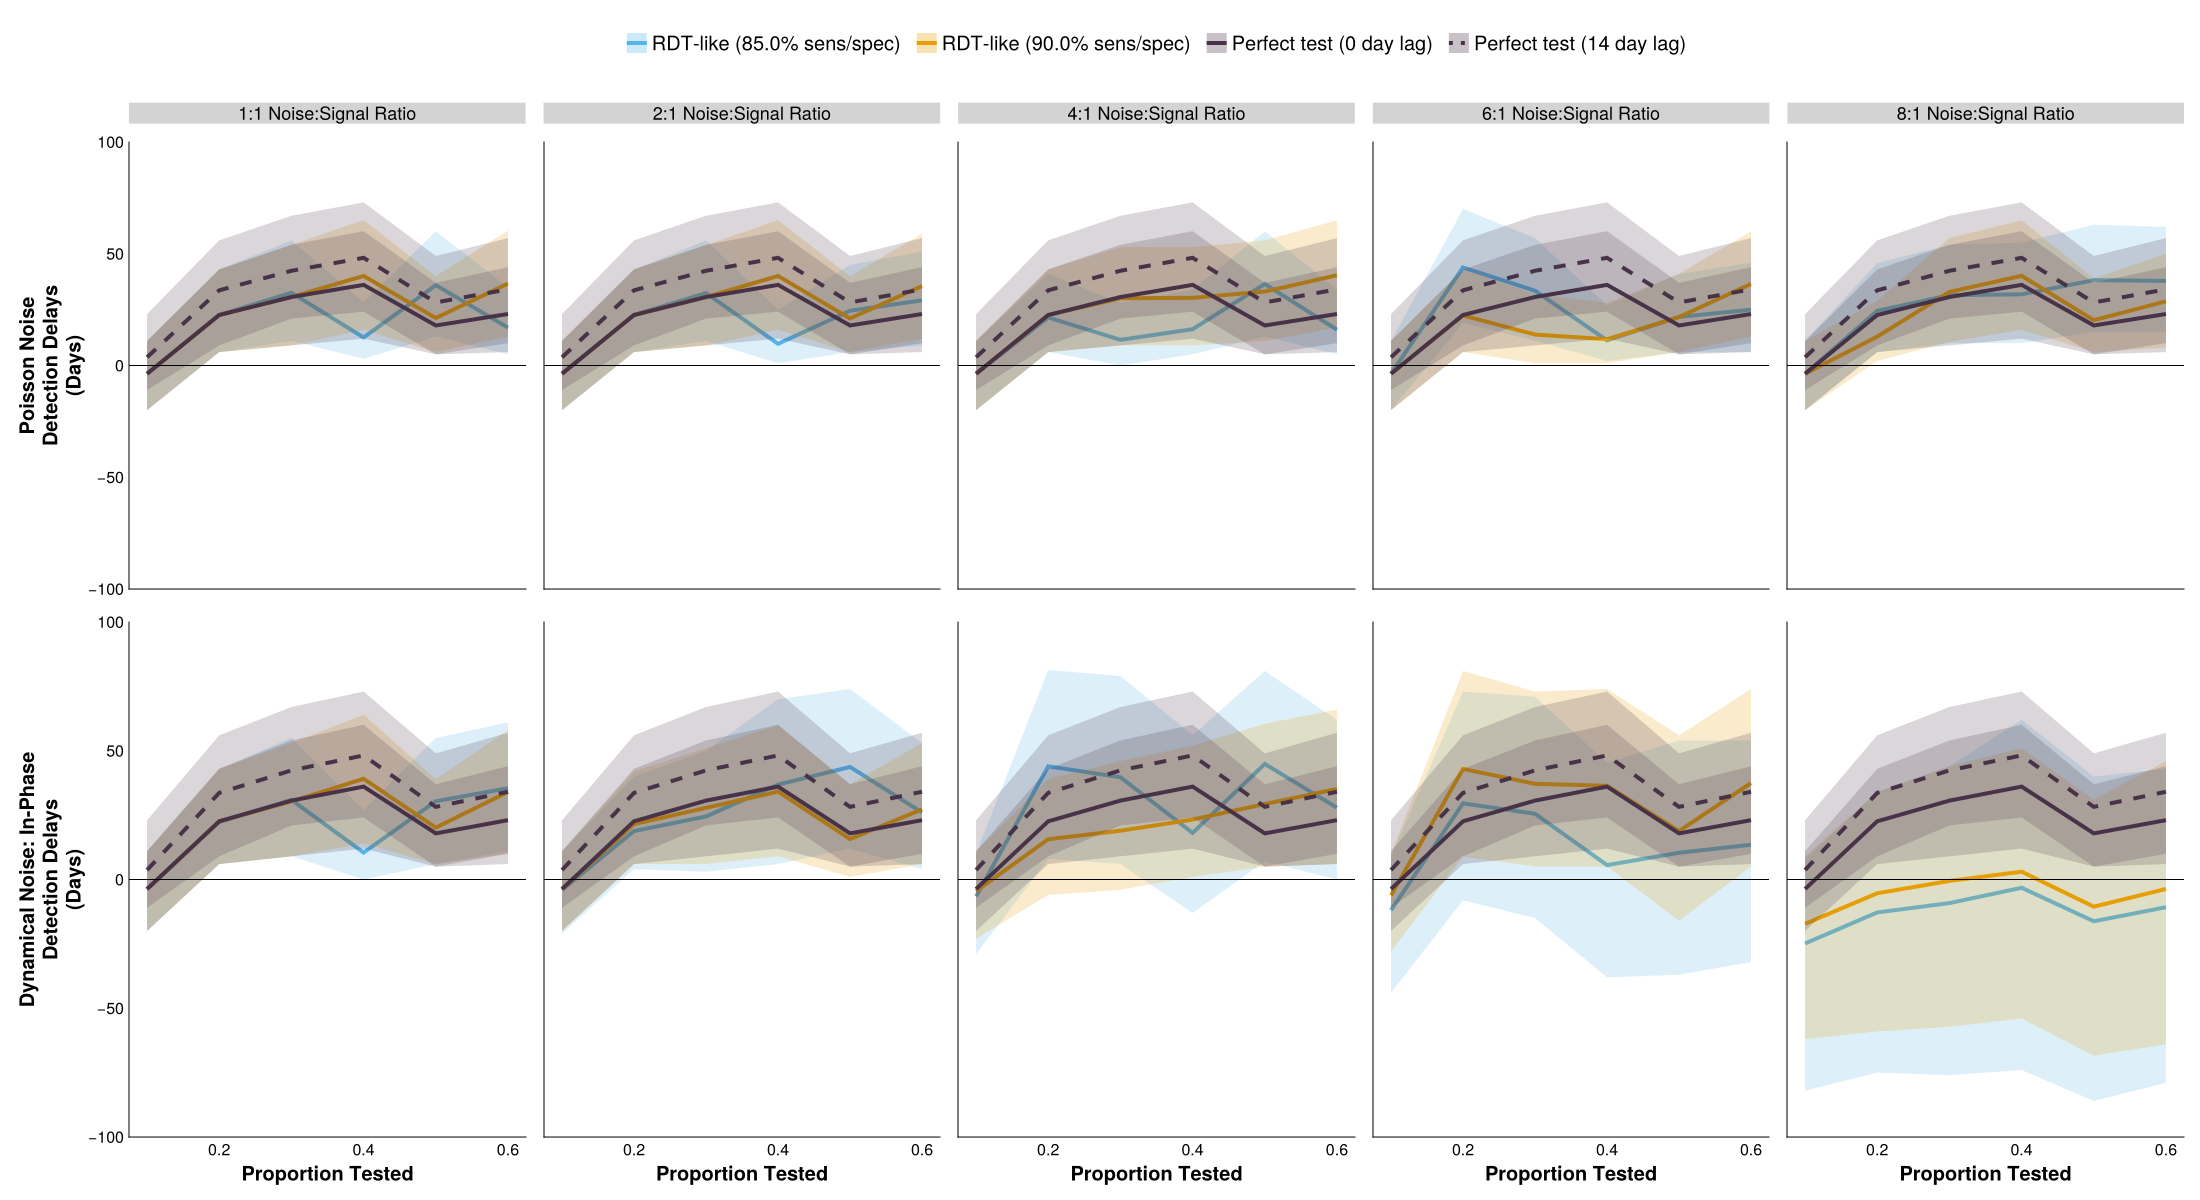 RDT-like (85.0% sens/spec) RDT-like (90.0% sens/spec) Perfect test (0 day lag) Perfect test (14 day lag)
1:1 Noise:Signal Ratio 2:1 Noise:Signal Ratio 4:1 Noise:Signal Ratio 6:1 Noise:Signal Ratio 8:1 Noise:Signal Ratio
Poisson Noise
Detection Delays
(Days)
100
50
0
−50
−100
Dynamical Noise: In-Phase
Detection Delays
(Days)
100
50
0
−50
−100
0.2 0.4 0.6 0.2 0.4 0.6 0.2 0.4 0.6 0.2 0.4 0.6 0.2 0.4 0.6
Proportion Tested Proportion Tested Proportion Tested Proportion Tested Proportion Tested